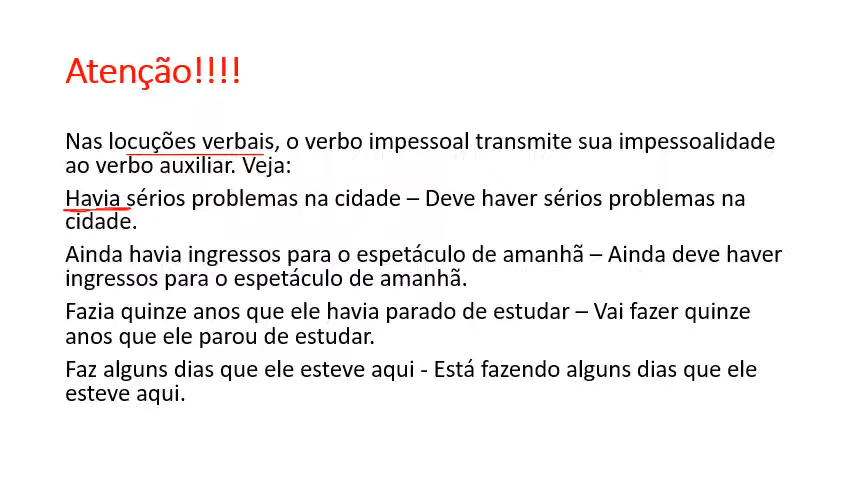 Atenção!!!!
Nas locuções verbais, o verbo impessoal transmite sua impessoalidade
ao verbo auxiliar. Veja:
Havia sérios problemas na cidade – Deve haver sérios problemas na
cidade.
Ainda havia ingressos para o espetáculo de amanhã – Ainda deve haver
ingressos para o espetáculo de amanhã.
Fazia quinze anos que ele havia parado de estudar – Vai fazer quinze
anos que ele parou de estudar.
Faz alguns dias que ele esteve aqui - Está fazendo alguns dias que ele
esteve aqui.